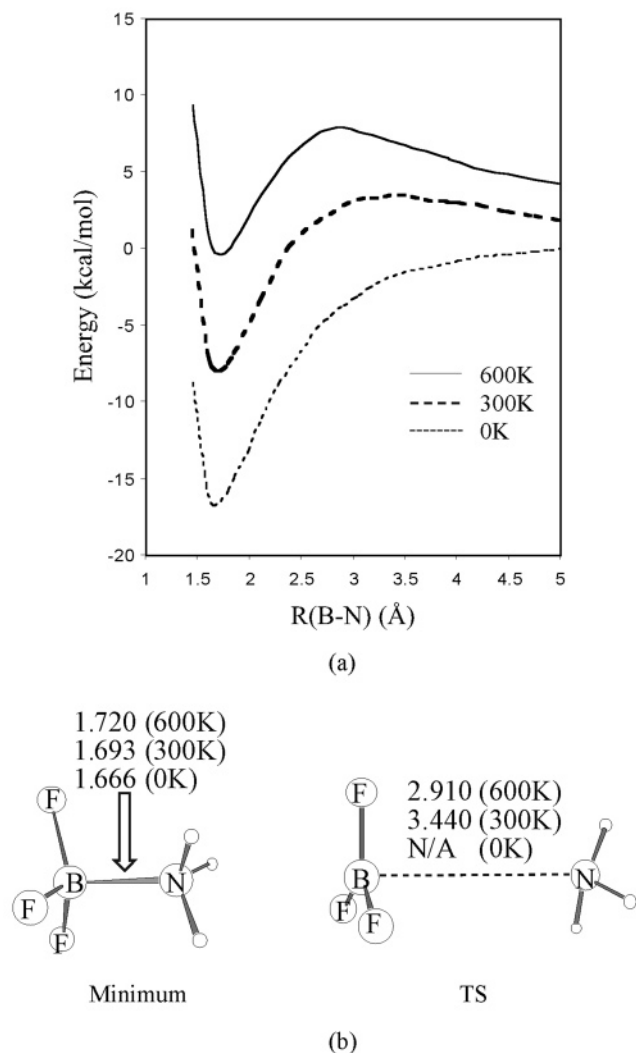 15
10
5
0
-5
-10
-15
-20
Energy (kcal/mol)
600K
300K
0K
1 1.5 2 2.5 3 3.5 4 4.5 5
R(B-N) (Å)
(a)
1.720 (600K)
1.693 (300K)
1.666 (0K)
F
B
N
F
F
Minimum
2.910 (600K)
3.440 (300K)
N/A (0K)
F
B
N
F
F
TS
(b)